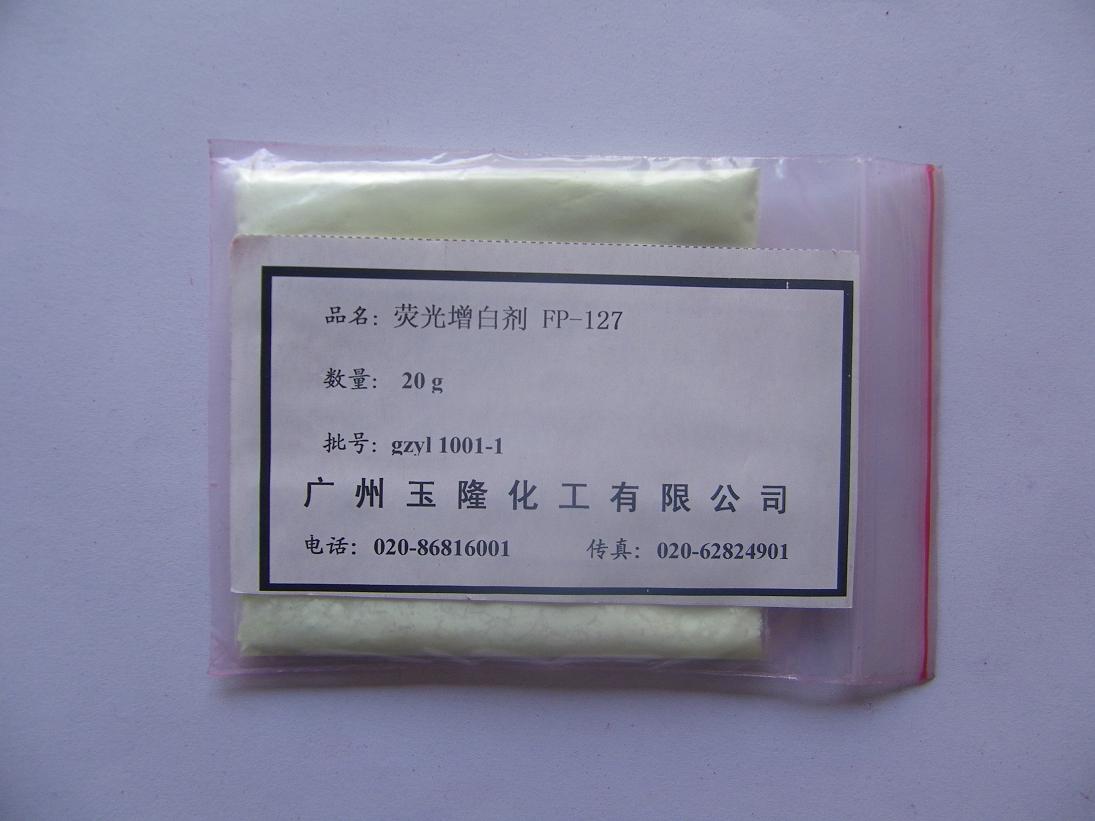 品名：荧光增白剂 FP-127
数量： 20 g
批号：gzyl 1001-1
广州玉隆化工有限公司
电话：020-86816001 传真：020-62824901